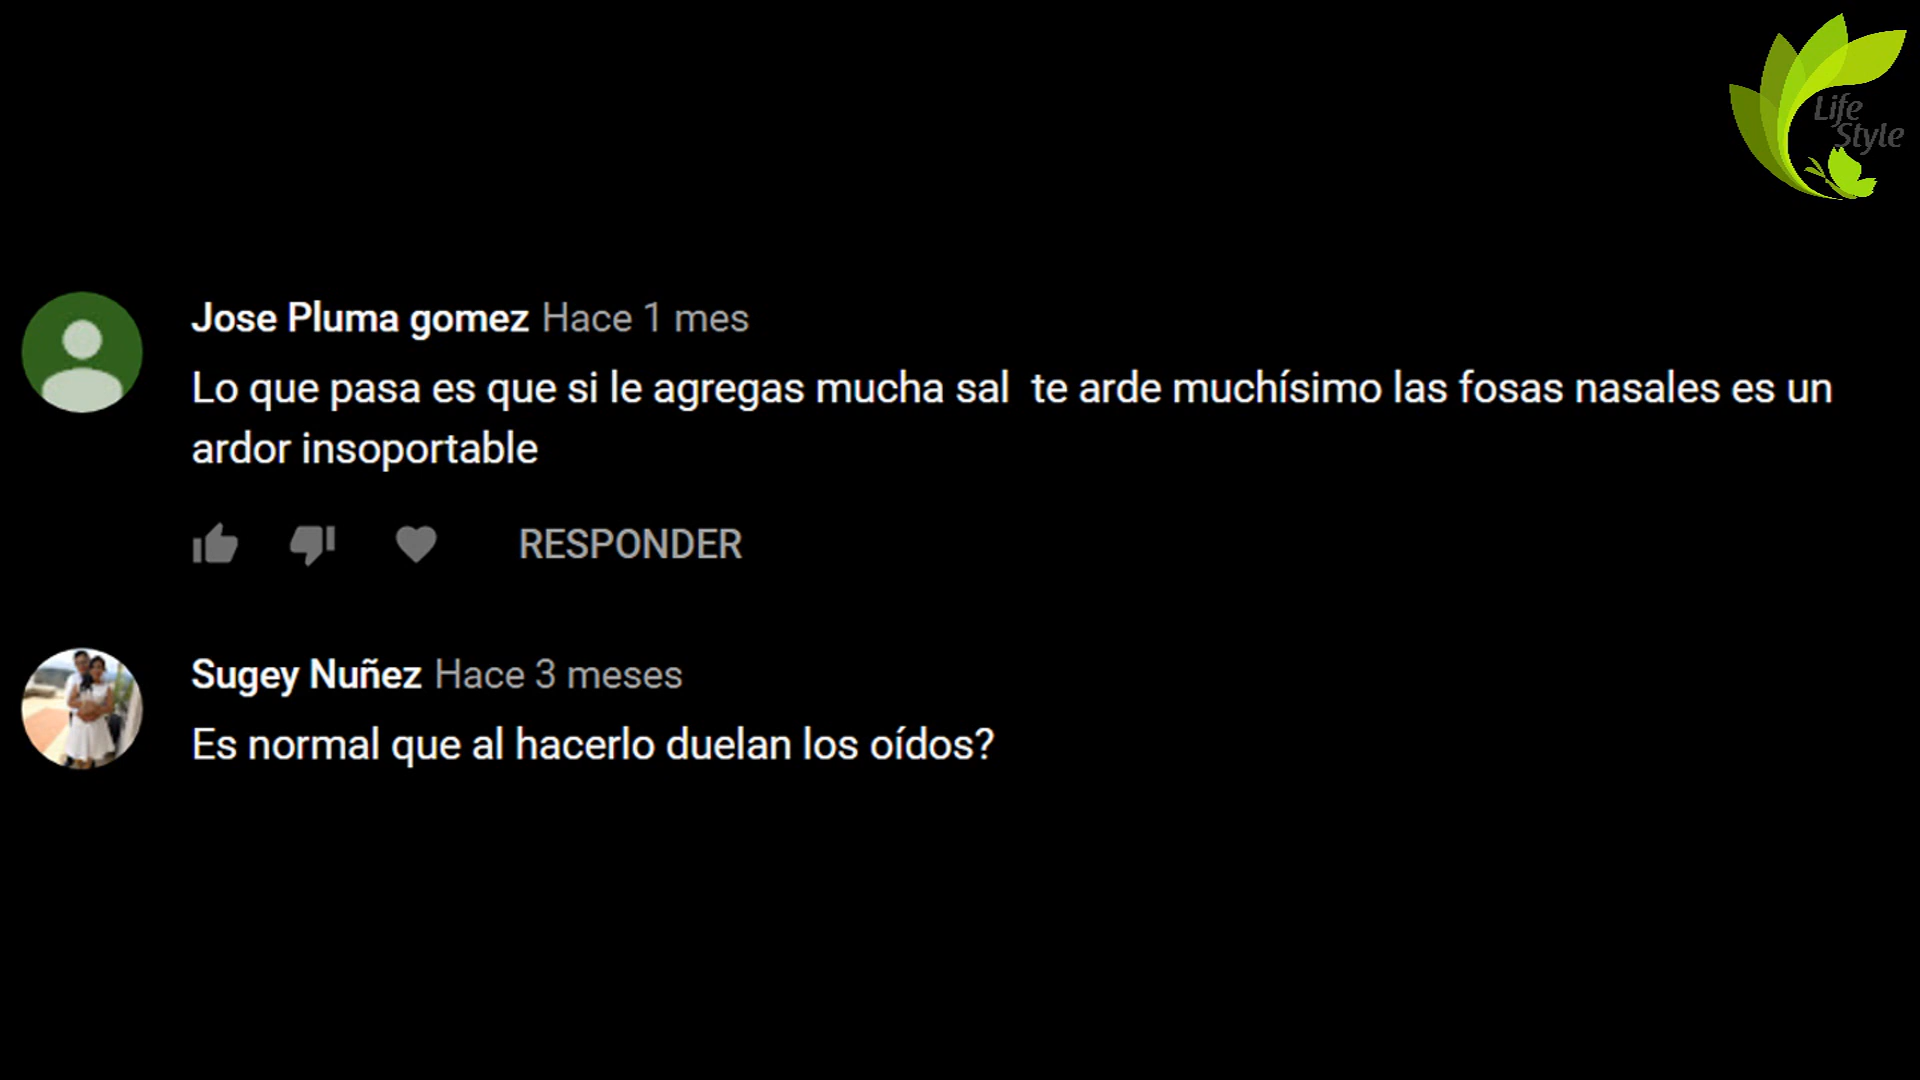 Life
Style
Jose Pluma gomez Hace 1 mes
Lo que pasa es que si le agregas mucha sal  te arde muchísimo las fosas nasales es un
ardor insoportable
RESPONDER
Sugey Nuñez Hace 3 meses
Es normal que al hacerlo duelan los oídos?